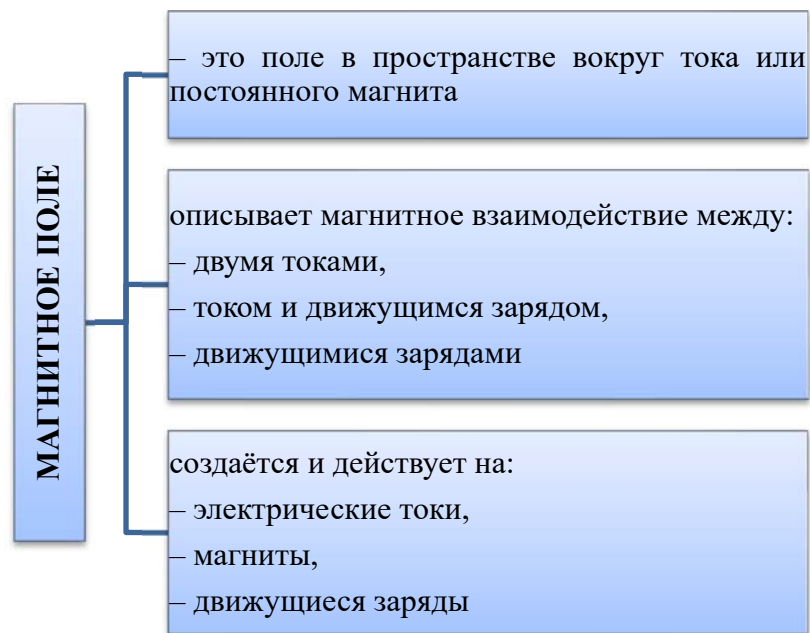 МАГНИТНОЕ ПОЛЕ
– это поле в пространстве вокруг тока или
постоянного магнита
описывает магнитное взаимодействие между:
– двумя токами,
– током и движущимся зарядом,
– движущимися зарядами
создаётся и действует на:
– электрические токи,
– магниты,
– движущиеся заряды